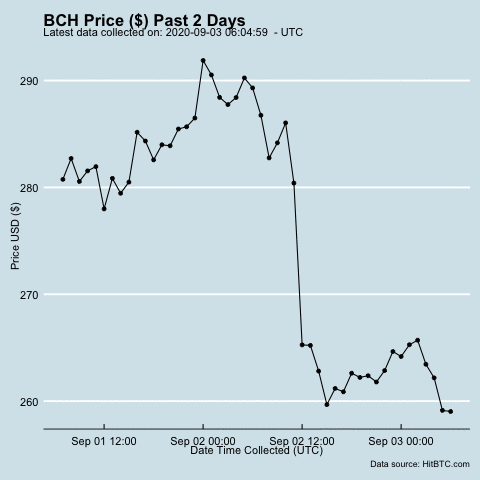 BCH Price ($) Past 2 Days
Latest data collected on: 2020-09-03 06:04:59 - UTC
290
280
270
260
Price USD ($)
Sep 01 12:00 Sep 02 00:00 Sep 02 12:00 Sep 03 00:00
Date Time Collected (UTC)
Data source: HitBTC.com